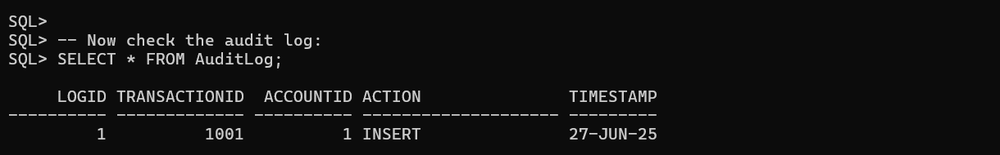 SQL>
SQL> -- Now check the audit log:
SQL> SELECT * FROM AuditLog;
     LOGID TRANSACTIONID  ACCOUNTID ACTION               TIMESTAMP
---------- ------------- ---------- -------------------- ---------
         1          1001          1 INSERT               27-JUN-25